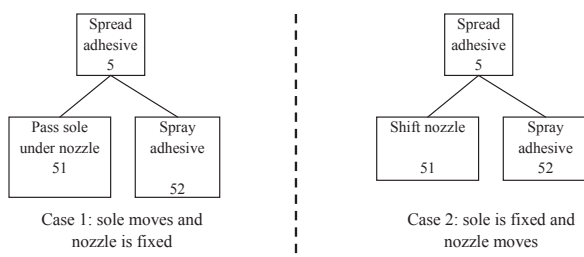 Spread
adhesive
5
Pass sole
under nozzle
51
Spray
adhesive
52
Case 1: sole moves and
nozzle is fixed
Spread
adhesive
5
Shift nozzle
51
Spray
adhesive
52
Case 2: sole is fixed and
nozzle moves